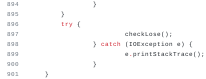 894 }
895 }
896 try {
897 checkLose();
898 } catch (IOException e) {
899 e.printStackTrace();
900 }
901 }